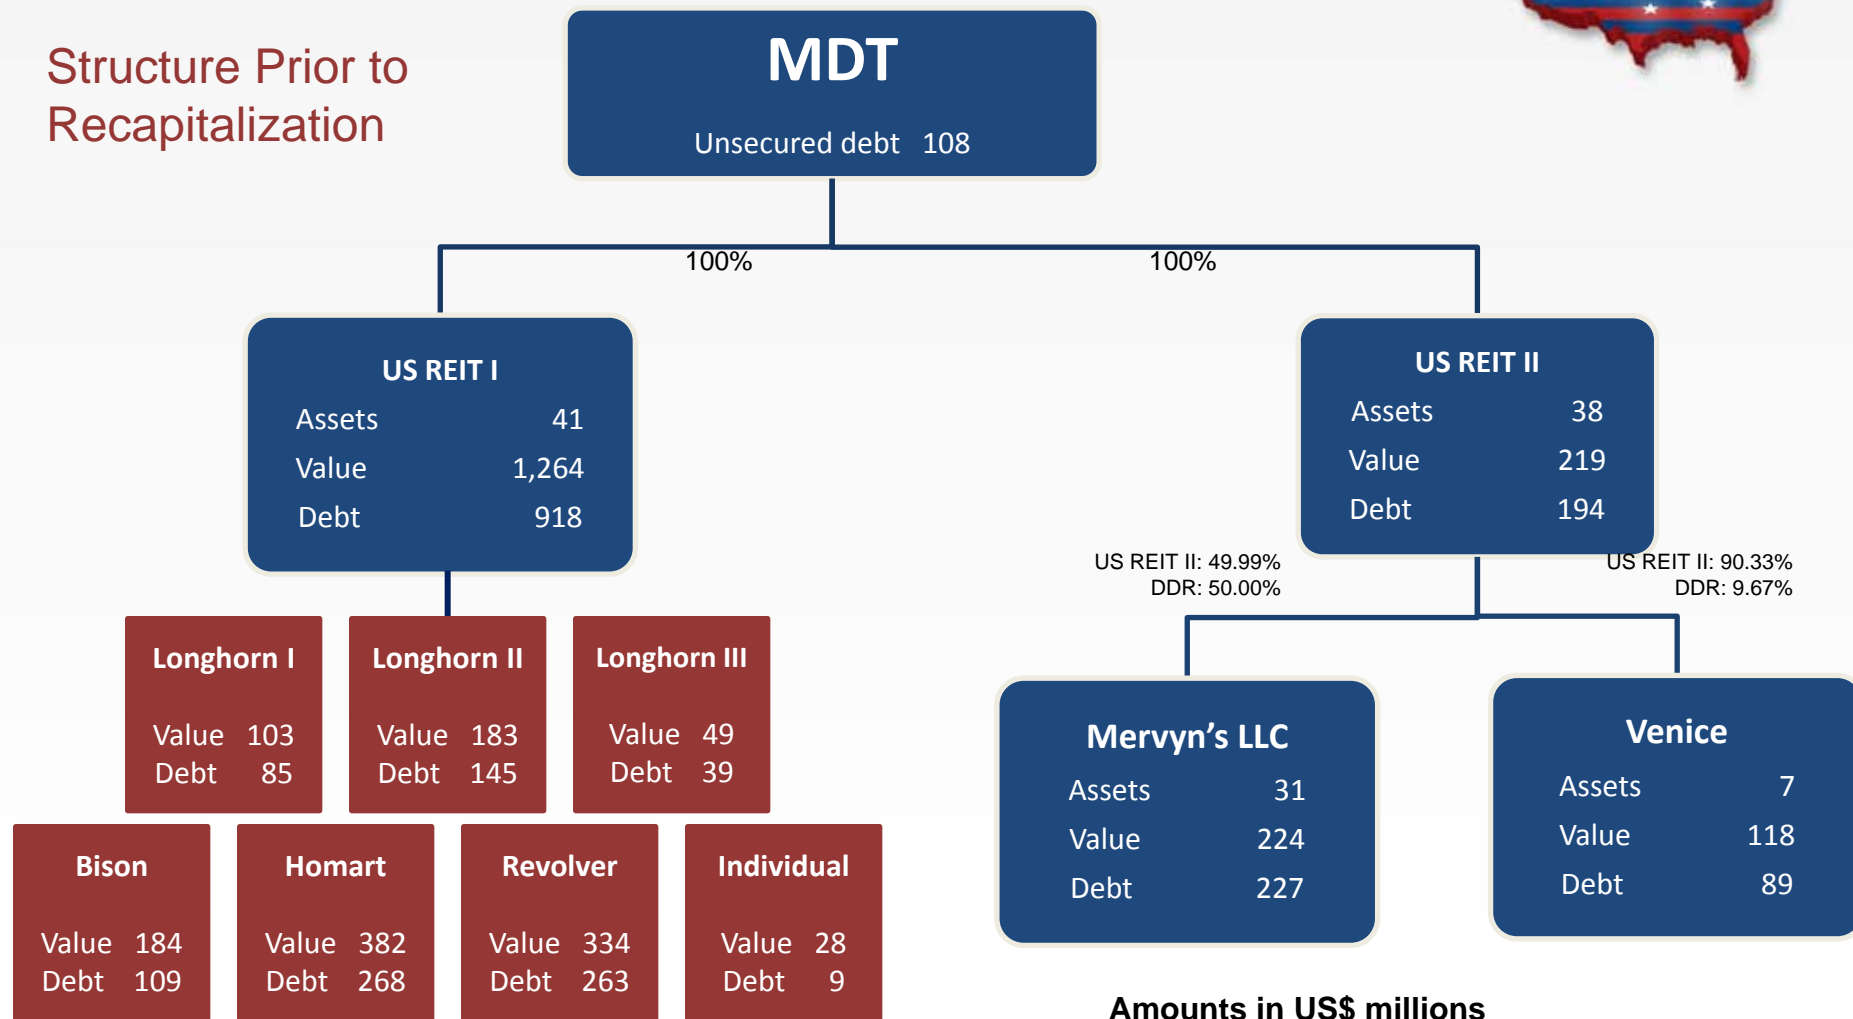 Structure Prior to
Recapitalization
MDT
Unsecured debt 108
100%
100%
US REIT I
Assets 41
Value 1,264
Debt 918
US REIT II
Assets 38
Value 219
Debt 194
US REIT II: 49.99%
DDR: 50.00%
US REIT II: 90.33%
DDR: 9.67%
Longhorn I
Value 103
Debt 85
Longhorn II
Value 183
Debt 145
Longhorn III
Value 49
Debt 39
Mervyn’s LLC
Assets 31
Value 224
Debt 227
Venice
Assets 7
Value 118
Debt 89
Bison
Value 184
Debt 109
Homart
Value 382
Debt 268
Revolver
Value 334
Debt 263
Individual
Value 28
Debt 9
Amounts in US$ millions